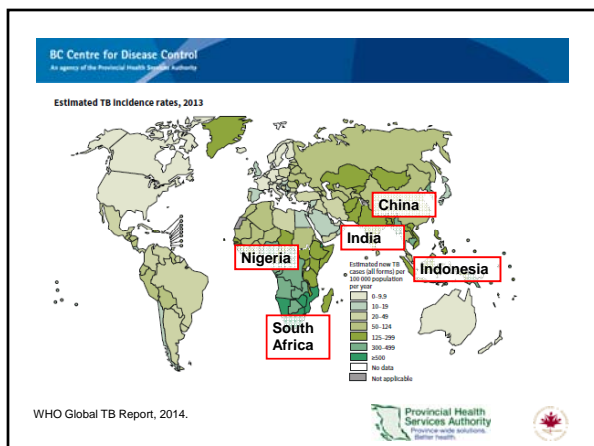 BC Centre for Disease Control
An agency of the Provincial Health Services Authority
Estimated TB incidence rates, 2013
China
India
Nigeria
Indonesia
South
Africa
Estimated new TB
cases (all forms) per
100 000 population
per year
0–9.9
10–19
20–49
50–124
125–299
300–499
≥500
No data
Not applicable
WHO Global TB Report, 2014.
Provincial Health
Services Authority
Province-wide solutions.
Better health.